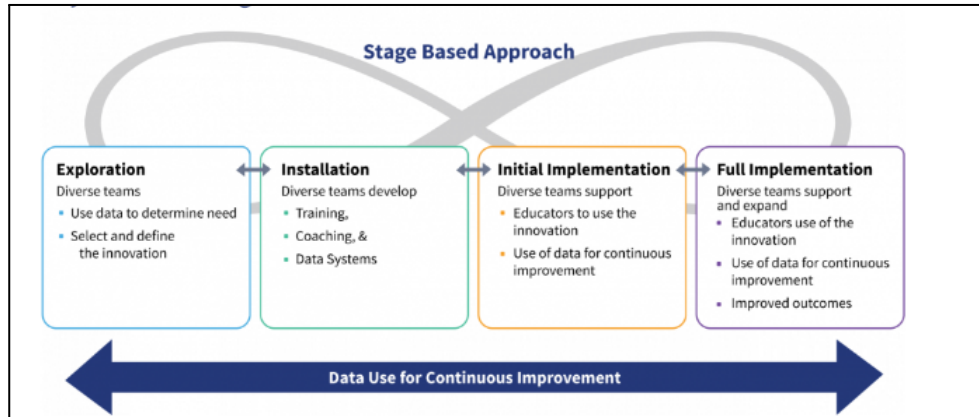 Stage Based Approach
Exploration
Diverse teams
Use data to determine need
Select and define
the innovation
Installation
Diverse teams develop
Training,
Coaching, &
Data Systems
Initial Implementation
Diverse teams support
Educators to use the
innovation
Use of data for continuous
improvement
Full Implementation
Diverse teams support
and expand
Educators use of the
innovation
Use of data for continuous
improvement
Improved outcomes
Data Use for Continuous Improvement